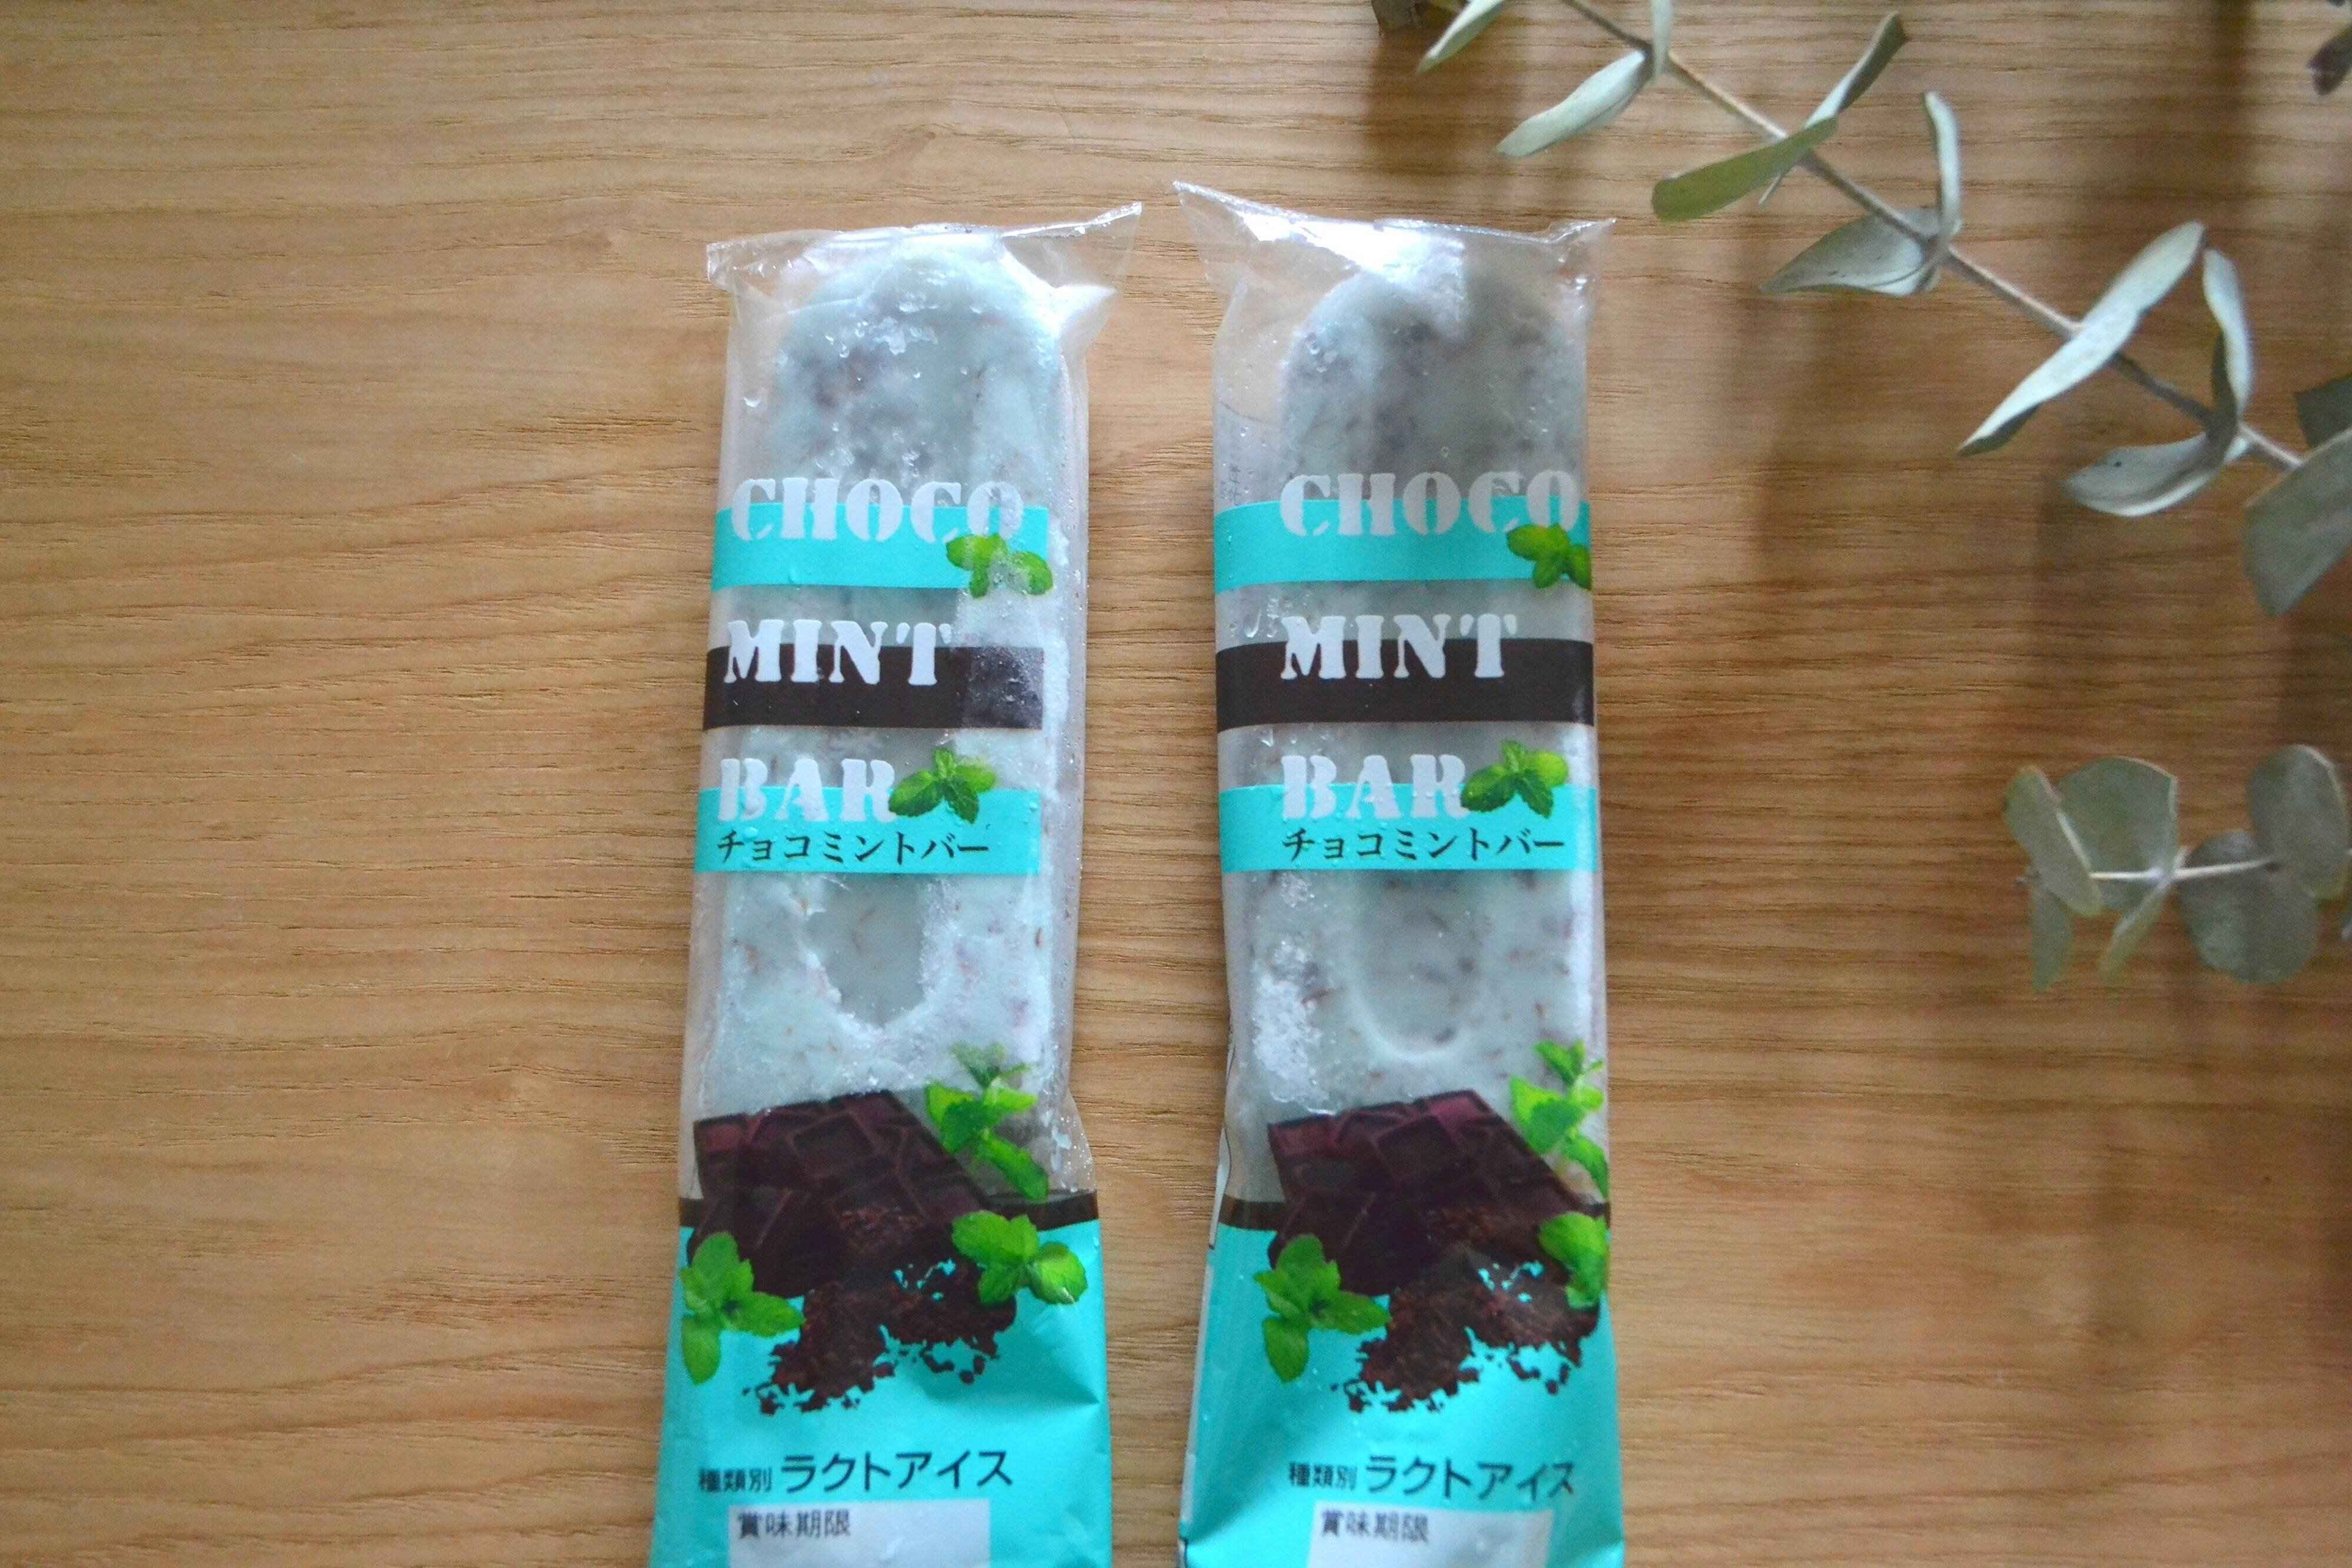 CHOCO
MINT
BAR
チョコミントバー
種類別 ラクトアイス
賞味期限
CHOCO
MINT
BAR
チョコミントバー
種類別 ラクトアイス
賞味期限